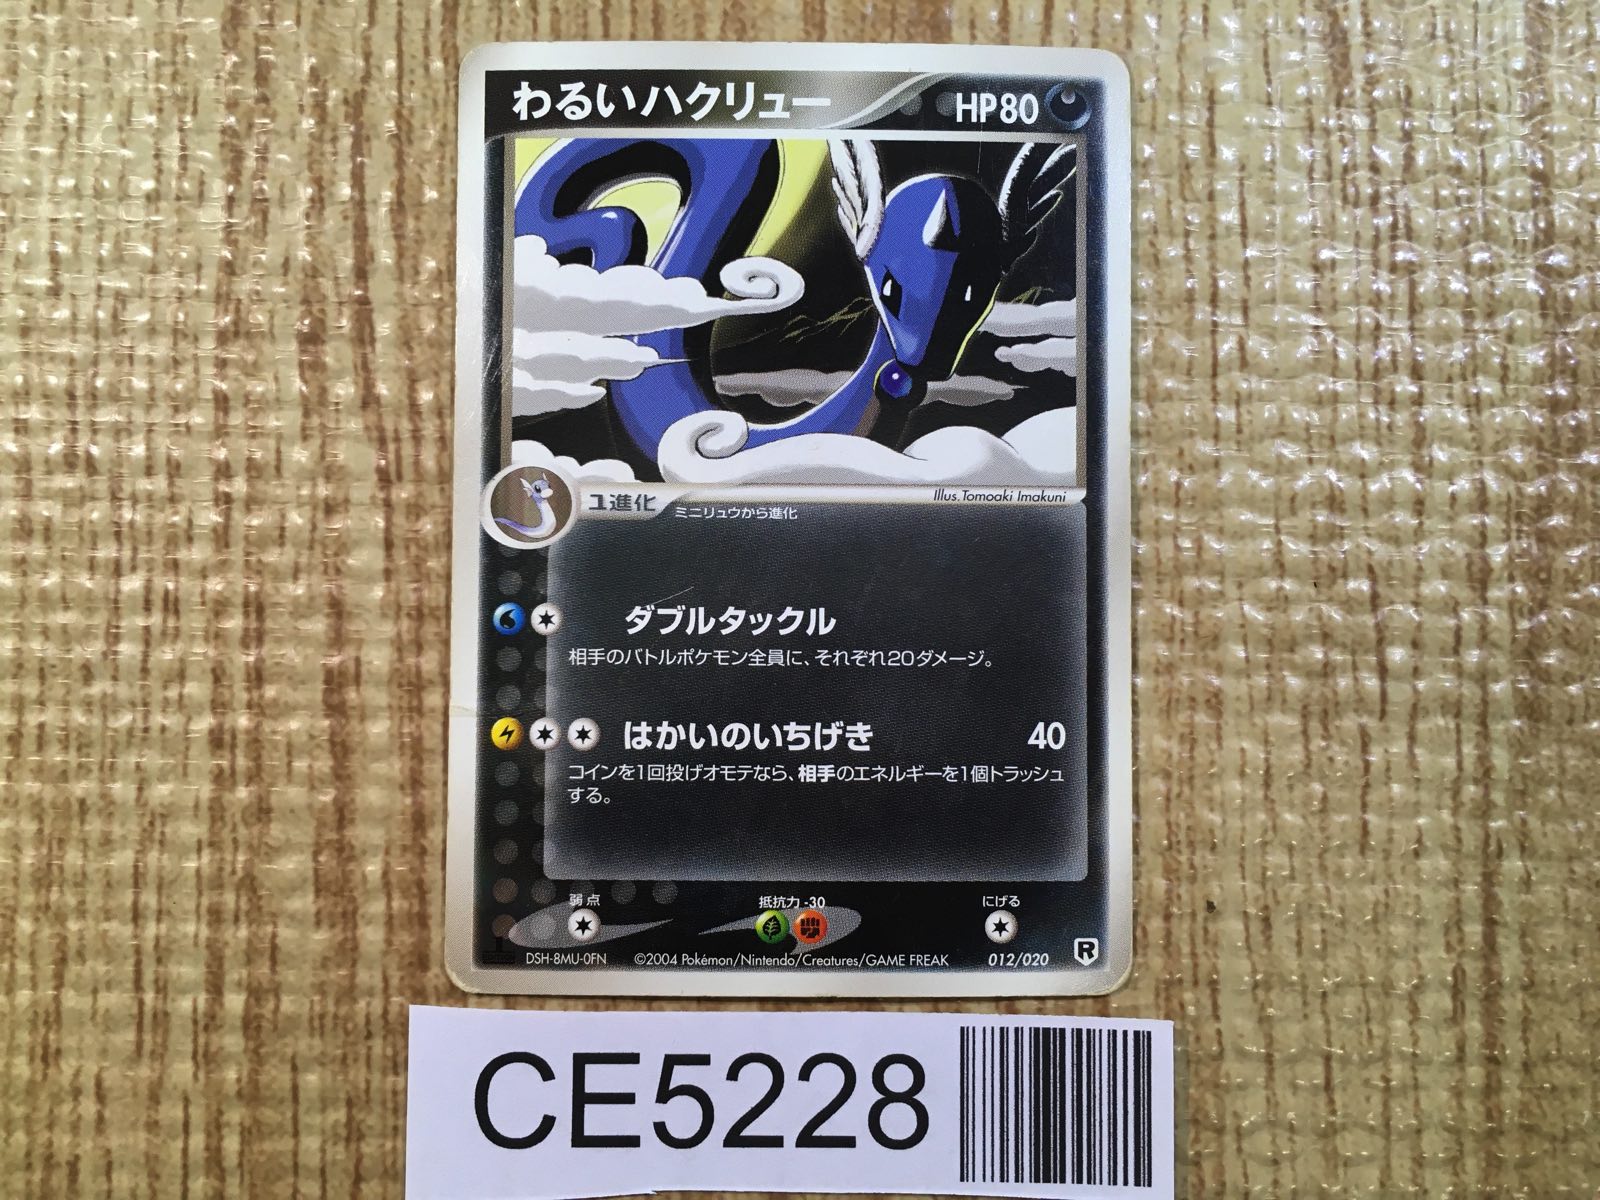 わるいハクリュー HP80
Illus.Tomoaki Imakuni
1進化 ミニリュウから進化
ダブルタックル
相手のバトルポケモン全員に、それぞれ20ダメージ。
はかいのいちげき 40
コインを1回投げオモテなら、相手のエネルギーを1個トラッシュ
する。
弱点 抵抗力 -30 にげる
DSH-8MU-0FN ©2004 Pokémon/Nintendo/Creatures/GAME FREAK 012/020 R
CE5228